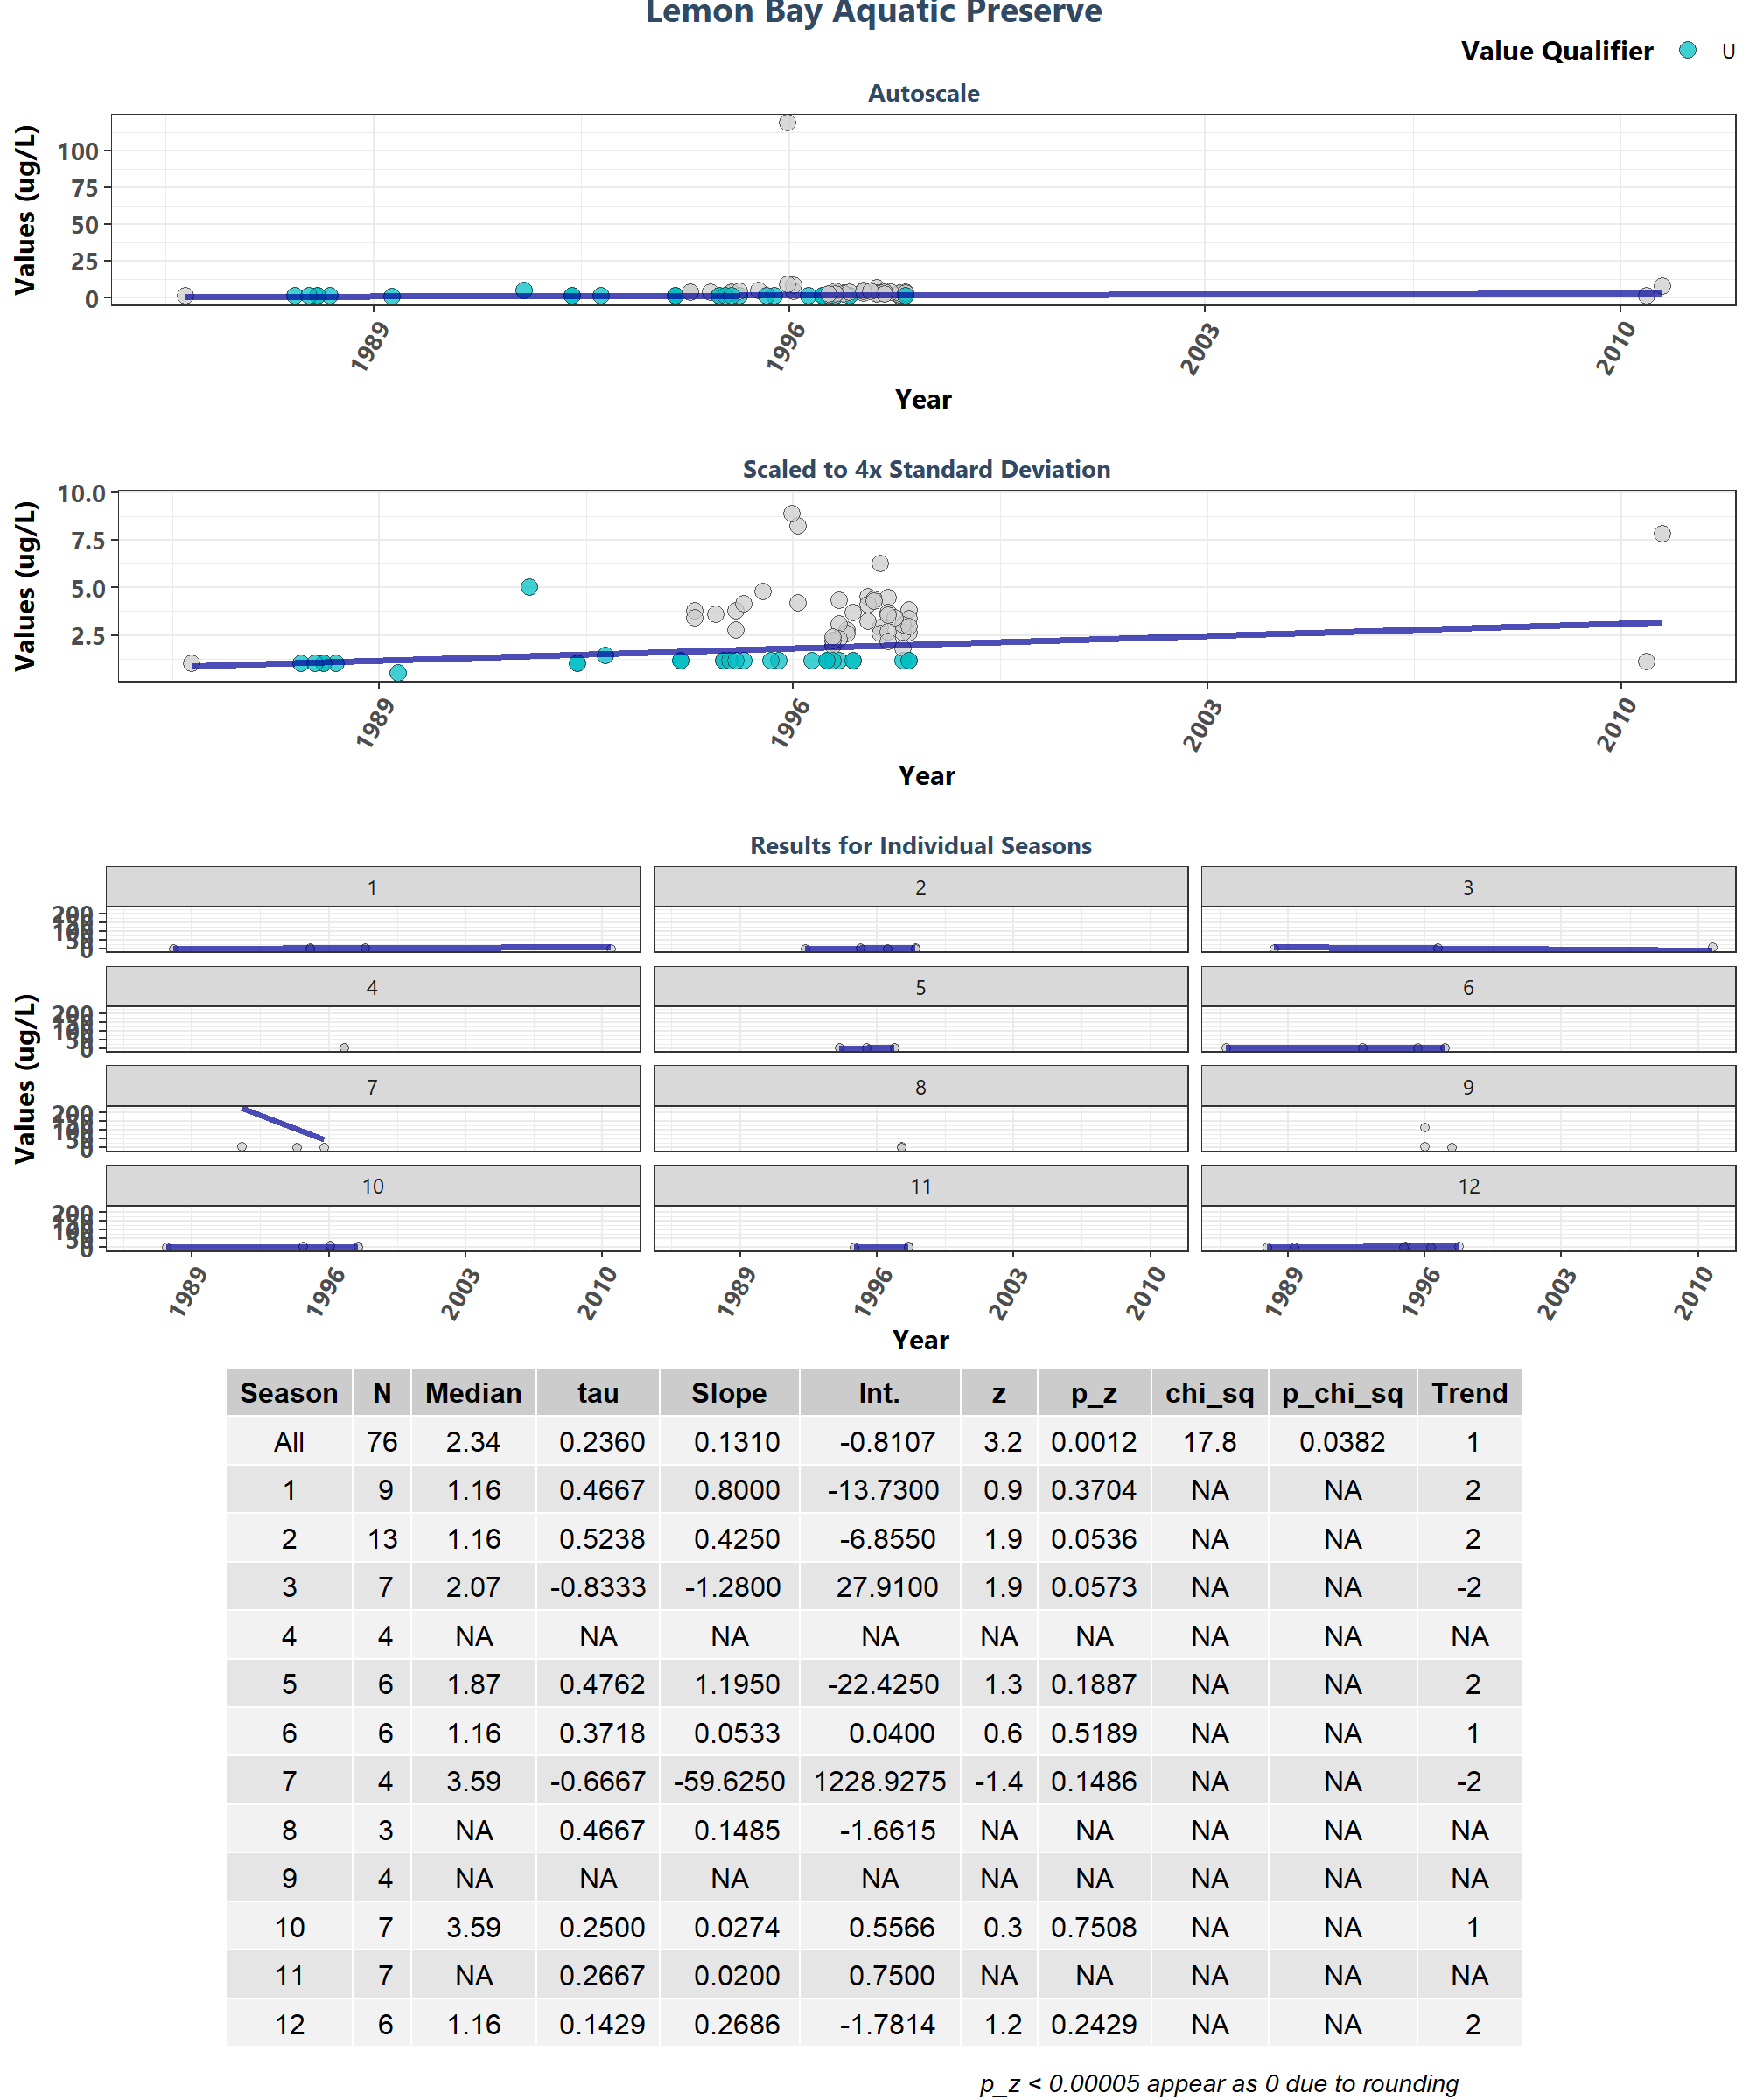 Lemon Bay Aquatic Preserve
Value Qualifier U
Autoscale
Values (ug/L)
100
75
50
25
0
1989 1996 2003 2010
Year
Scaled to 4x Standard Deviation
Values (ug/L)
10.0
7.5
5.0
2.5
1989 1996 2003 2010
Year
Results for Individual Seasons
Values (ug/L)
1 2 3
200
0
4 5 6
200
0
7 8 9
200
0
10 11 12
200
0
1989 1996 2003 2010 1989 1996 2003 2010 1989 1996 2003 2010
Year
Season N Median tau Slope Int. z p_z chi_sq p_chi_sq Trend
All 76 2.34 0.2360 0.1310 -0.8107 3.2 0.0012 17.8 0.0382 1
1 9 1.16 0.4667 0.8000 -13.7300 0.9 0.3704 NA NA 2
2 13 1.16 0.5238 0.4250 -6.8550 1.9 0.0536 NA NA 2
3 7 2.07 -0.8333 -1.2800 27.9100 1.9 0.0573 NA NA -2
4 4 NA NA NA NA NA NA NA NA NA
5 6 1.87 0.4762 1.1950 -22.4250 1.3 0.1887 NA NA 2
6 6 1.16 0.3718 0.0533 0.0400 0.6 0.5189 NA NA 1
7 4 3.59 -0.6667 -59.6250 1228.9275 -1.4 0.1486 NA NA -2
8 3 NA 0.4667 0.1485 -1.6615 NA NA NA NA NA
9 4 NA NA NA NA NA NA NA NA NA
10 7 3.59 0.2500 0.0274 0.5566 0.3 0.7508 NA NA 1
11 7 NA 0.2667 0.0200 0.7500 NA NA NA NA NA
12 6 1.16 0.1429 0.2686 -1.7814 1.2 0.2429 NA NA 2
p_z < 0.00005 appear as 0 due to rounding